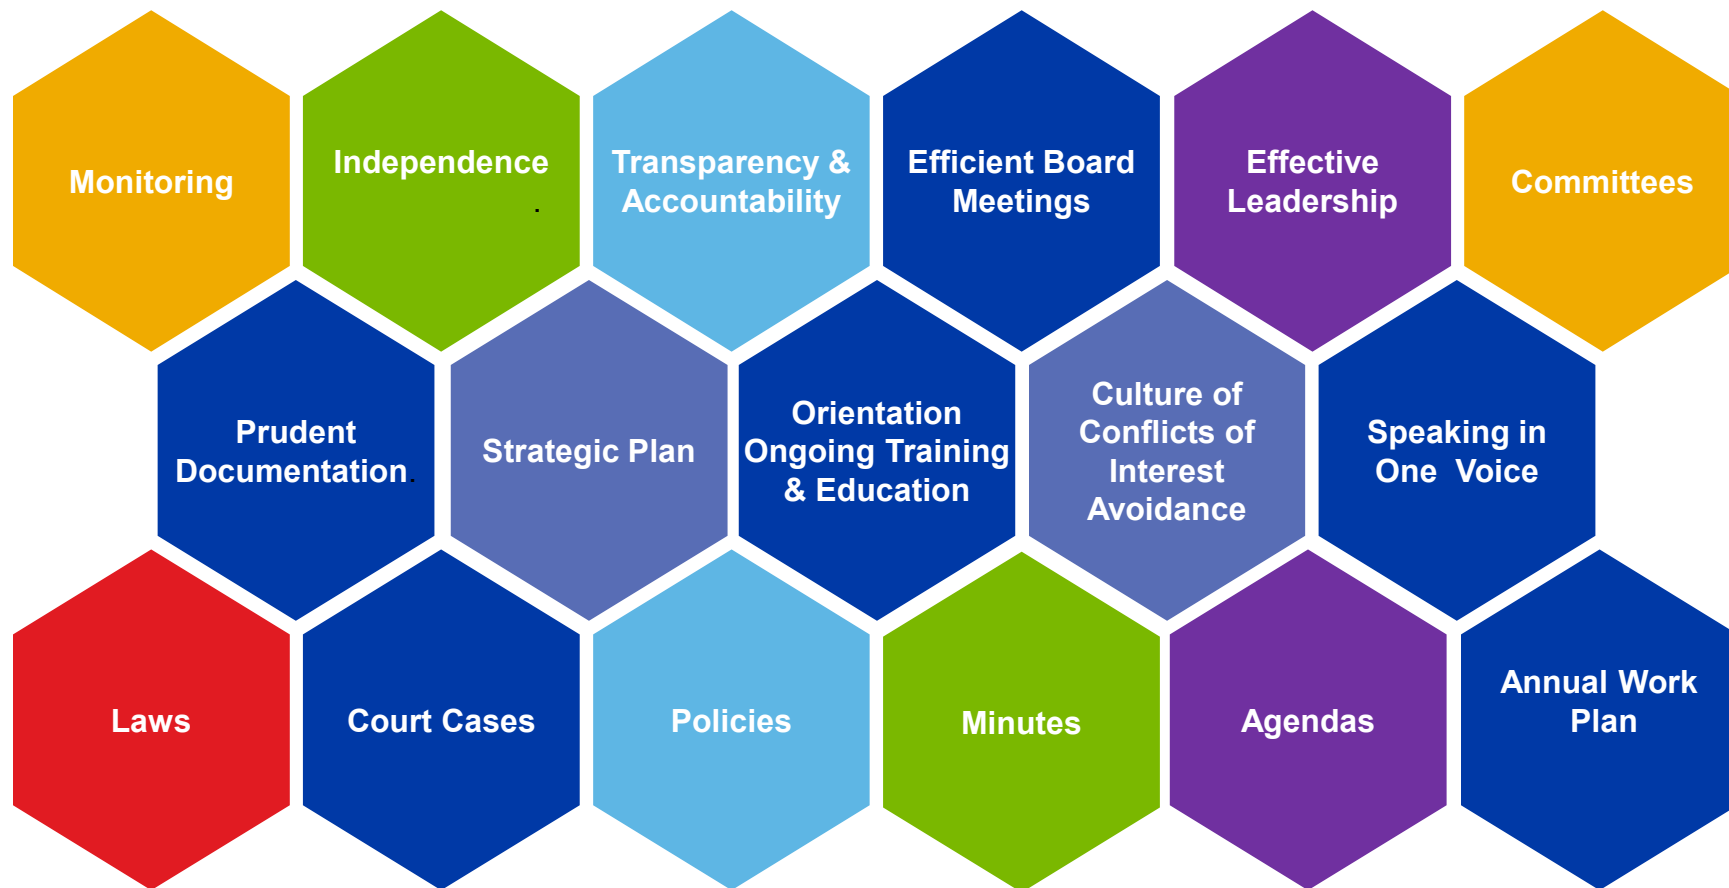 Monitoring
Independence
.
Transparency &
Accountability
Efficient Board
Meetings
Effective
Leadership
Committees
Prudent
Documentation.
Strategic Plan
Orientation
Ongoing Training
& Education
Culture of
Conflicts of
Interest
Avoidance
Speaking in
One  Voice
Laws
Court Cases
Policies
Minutes
Agendas
Annual Work
Plan